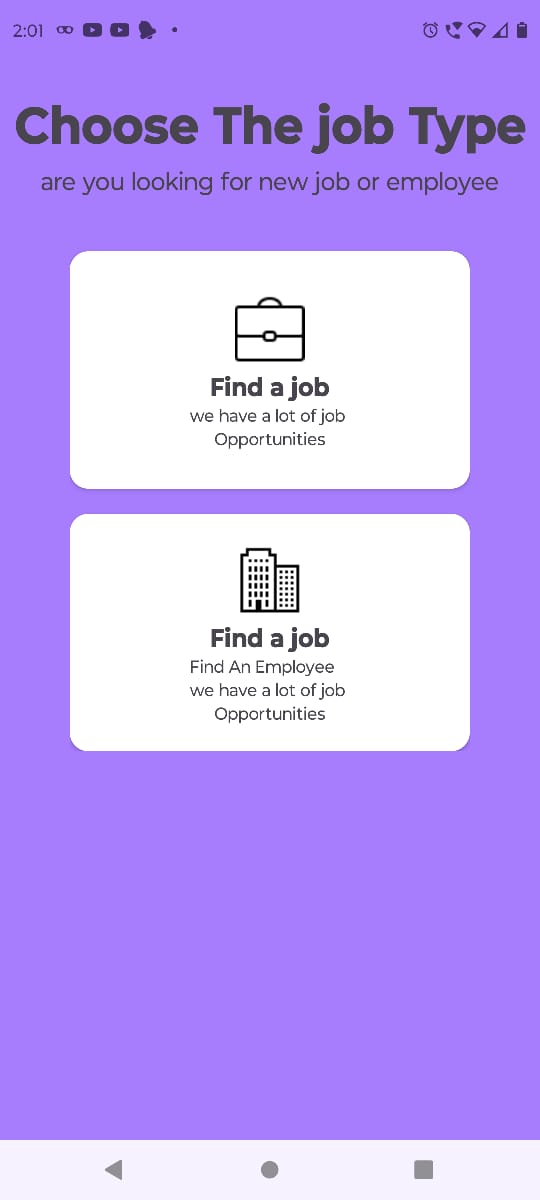 2:01
Choose The job Type
are you looking for new job or employee
Find a job
we have a lot of job
Opportunities
Find a job
Find An Employee
we have a lot of job
Opportunities